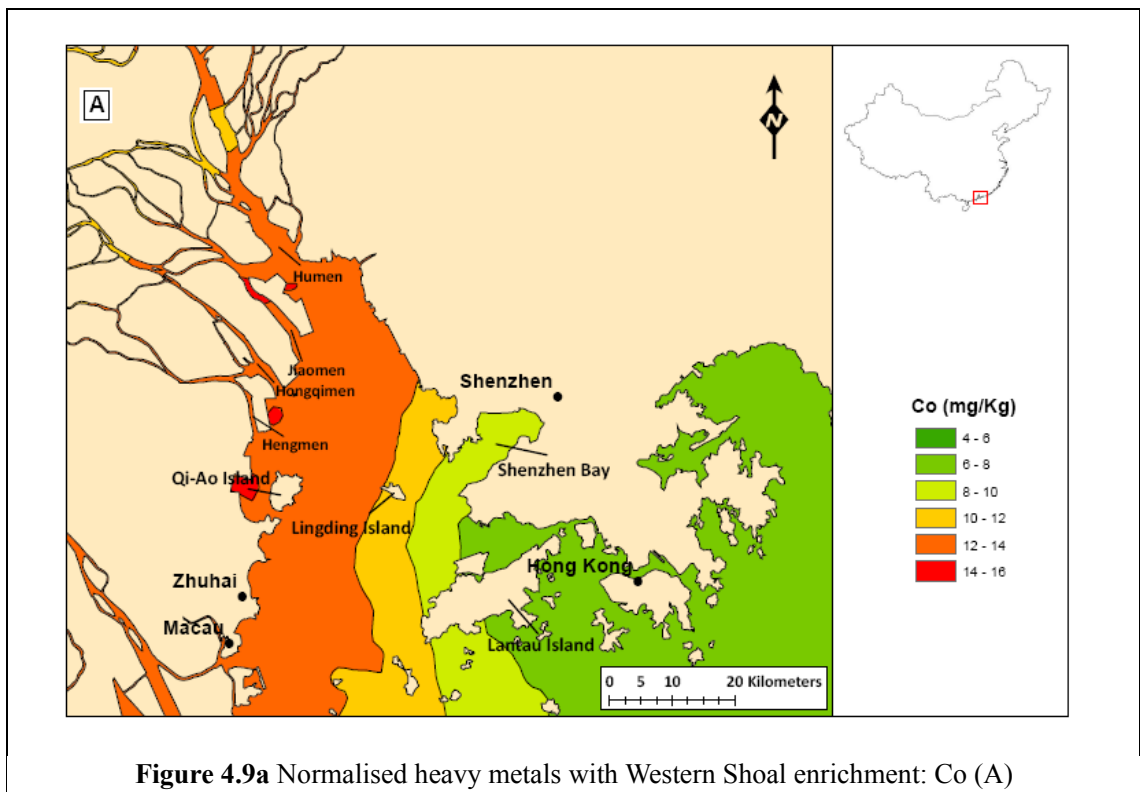 A
N
Humen
Jiaomen
Hongqimen
Hengmen
Qi-Ao Island
Lingding Island
Shenzhen
Shenzhen Bay
Zhuhai
Macau
Hong Kong
Lantau Island
0 5 10 20 Kilometers
Co (mg/Kg)
4 - 6
6 - 8
8 - 10
10 - 12
12 - 14
14 - 16
Figure 4.9a Normalised heavy metals with Western Shoal enrichment: Co (A)